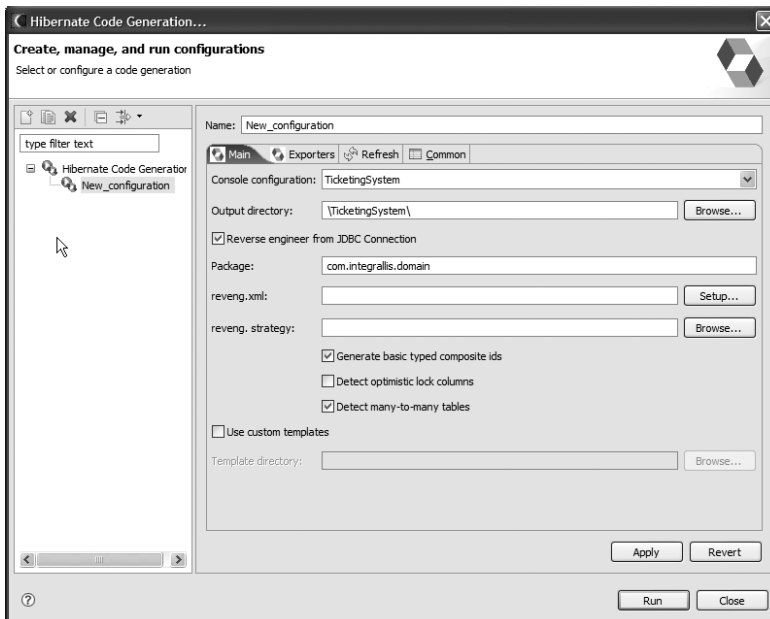 Hibernate Code Generation...
Create, manage, and run configurations
Select or configure a code generation
type filter text
Hibernate Code Generation
New_configuration
Name: New_configuration
Main Exporters Refresh Common
Console configuration: TicketingSystem
Output directory: \TicketingSystem\ Browse...
Reverse engineer from JDBC Connection
Package: com.integrallis.domain
reveng.xml: Setup...
reveng. strategy: Browse...
Generate basic typed composite ids
Detect optimistic lock columns
Detect many-to-many tables
Use custom templates
Template directory: Browse...
Apply Revert
? Run Close